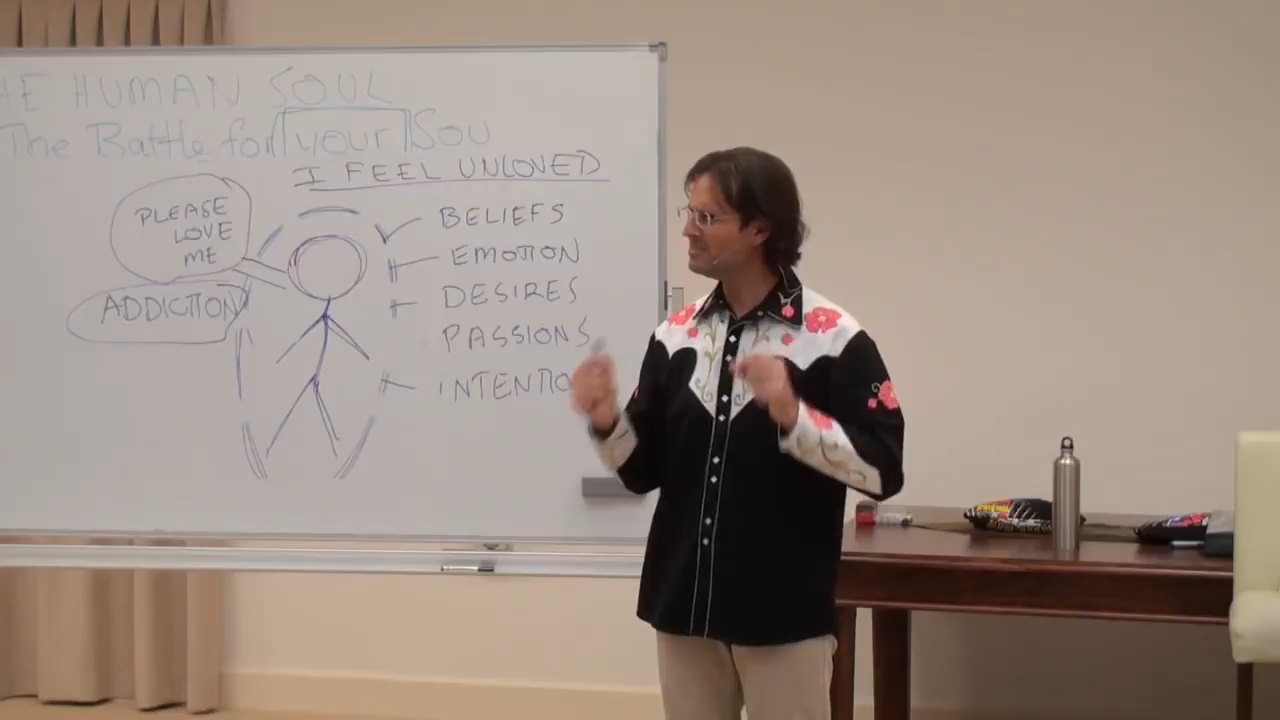 HE HUMAN SOUL
The Battle for your Sou
I FEEL UNLOVED
PLEASE
LOVE
ME
ADDICTION
BELIEFS
EMOTION
DESIRES
PASSIONS
INTENTIO